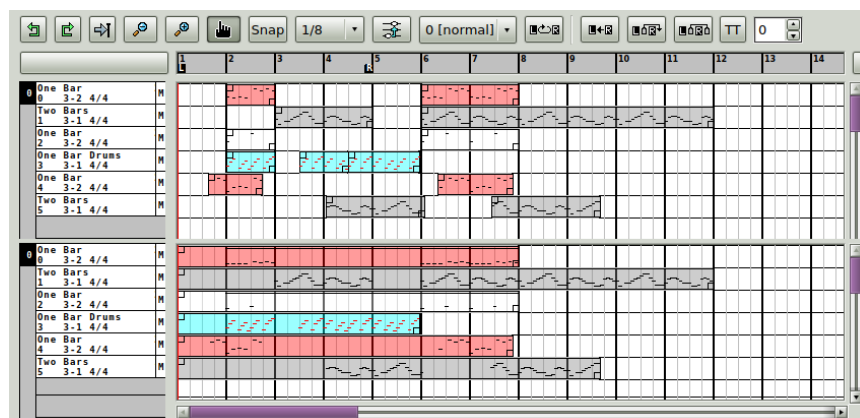 Snap 1/8 0 [normal] TT 0
1 2 3 4 5 6 7 8 9 10 11 12 13 14
L R
0 One Bar M
0 3-2 4/4
Two Bars M
1 3-1 4/4
One Bar M
2 3-2 4/4
One Bar Drums M
3 3-1 4/4
One Bar M
4 3-2 4/4
Two Bars M
5 3-1 4/4
0 One Bar M
0 3-2 4/4
Two Bars M
1 3-1 4/4
One Bar M
2 3-2 4/4
One Bar Drums M
3 3-1 4/4
One Bar M
4 3-2 4/4
Two Bars M
5 3-1 4/4